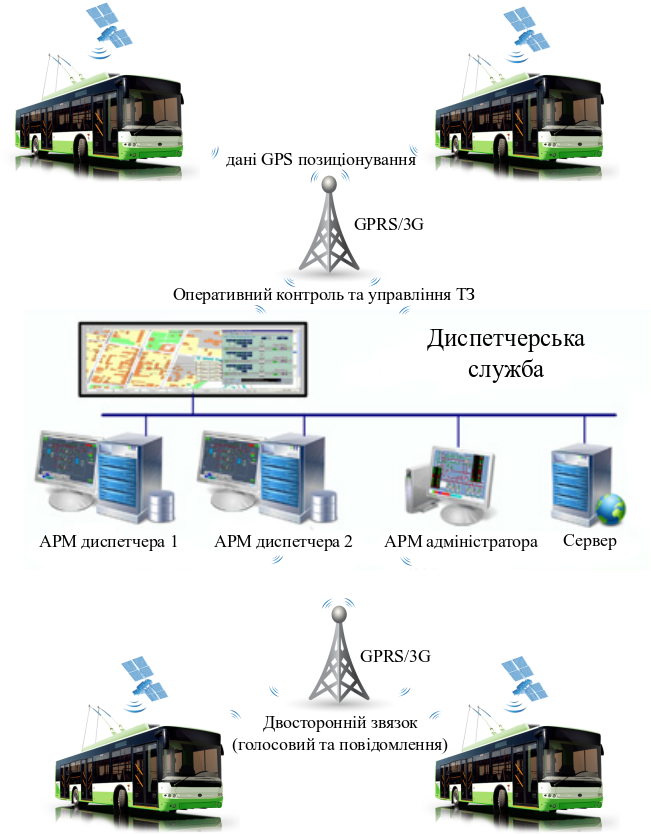 дані GPS позиціонування
GPRS/3G
Оперативний контроль та управління ТЗ
Диспетчерська
служба
АРМ диспетчера 1
АРМ диспетчера 2
АРМ адміністратора
Сервер
GPRS/3G
Двосторонній звязок
(голосовий та повідомлення)